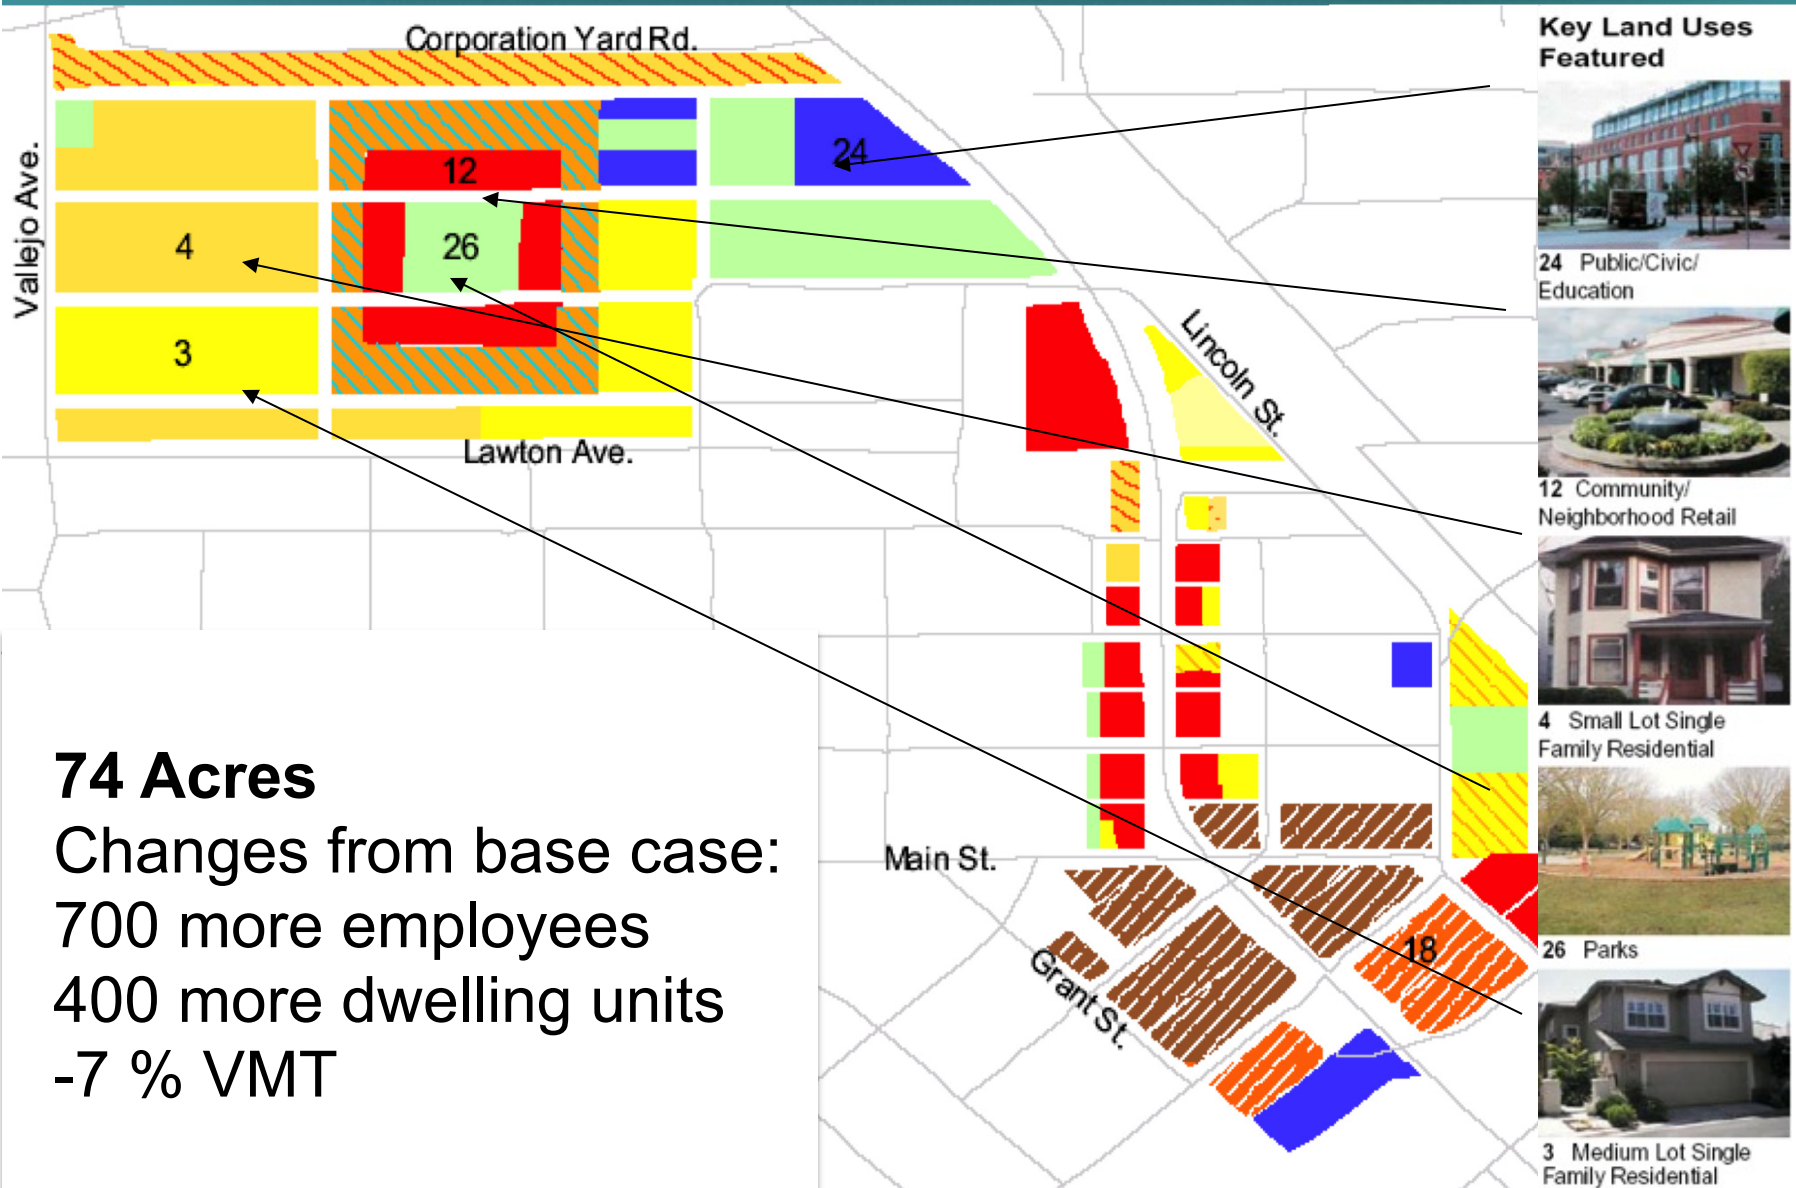 Corporation Yard Rd.
Vallejo Ave.
12
24
4
26
3
Lawton Ave.
Lincoln St.
Main St.
18
Grant St.
74 Acres
Changes from base case:
700 more employees
400 more dwelling units
-7 % VMT
Key Land Uses
Featured
24 Public/Civic/
Education
12 Community/
Neighborhood Retail
4 Small Lot Single
Family Residential
26 Parks
3 Medium Lot Single
Family Residential